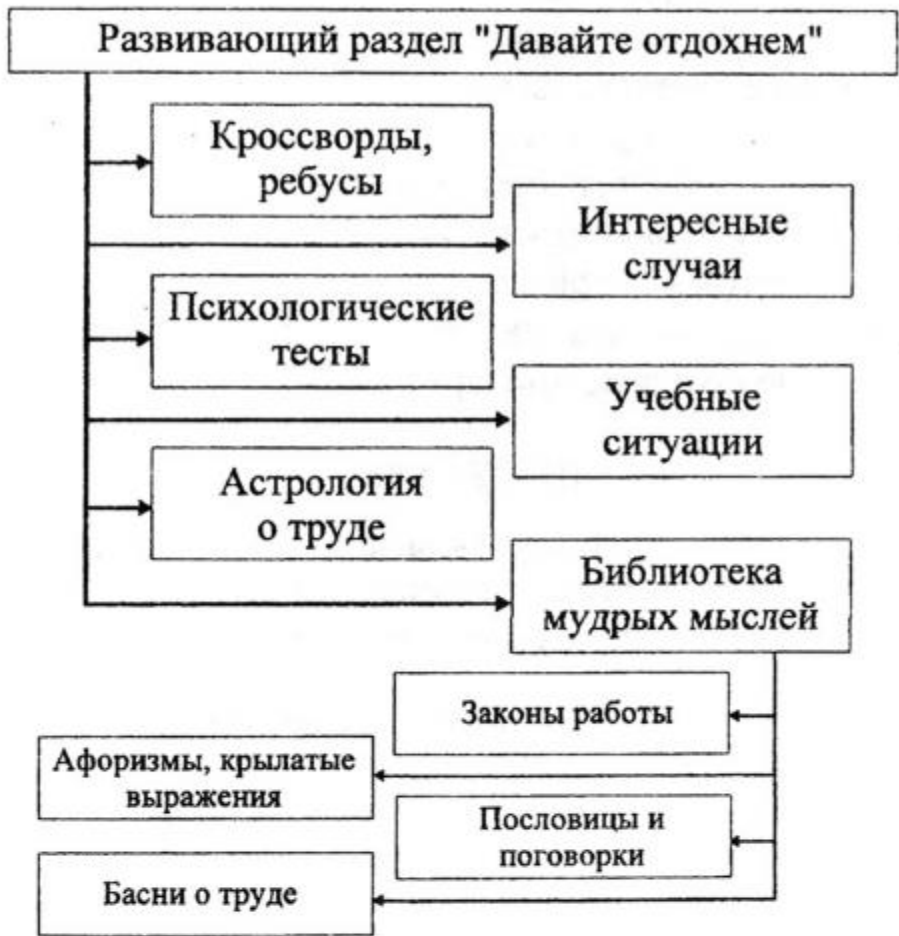 Развивающий раздел "Давайте отдохнем"
Кроссворды,
ребусы
Интересные
случаи
Психологические
тесты
Учебные
ситуации
Астрология
о труде
Библиотека
мудрых мыслей
Законы работы
Афоризмы, крылатые
выражения
Пословицы и
поговорки
Басни о труде